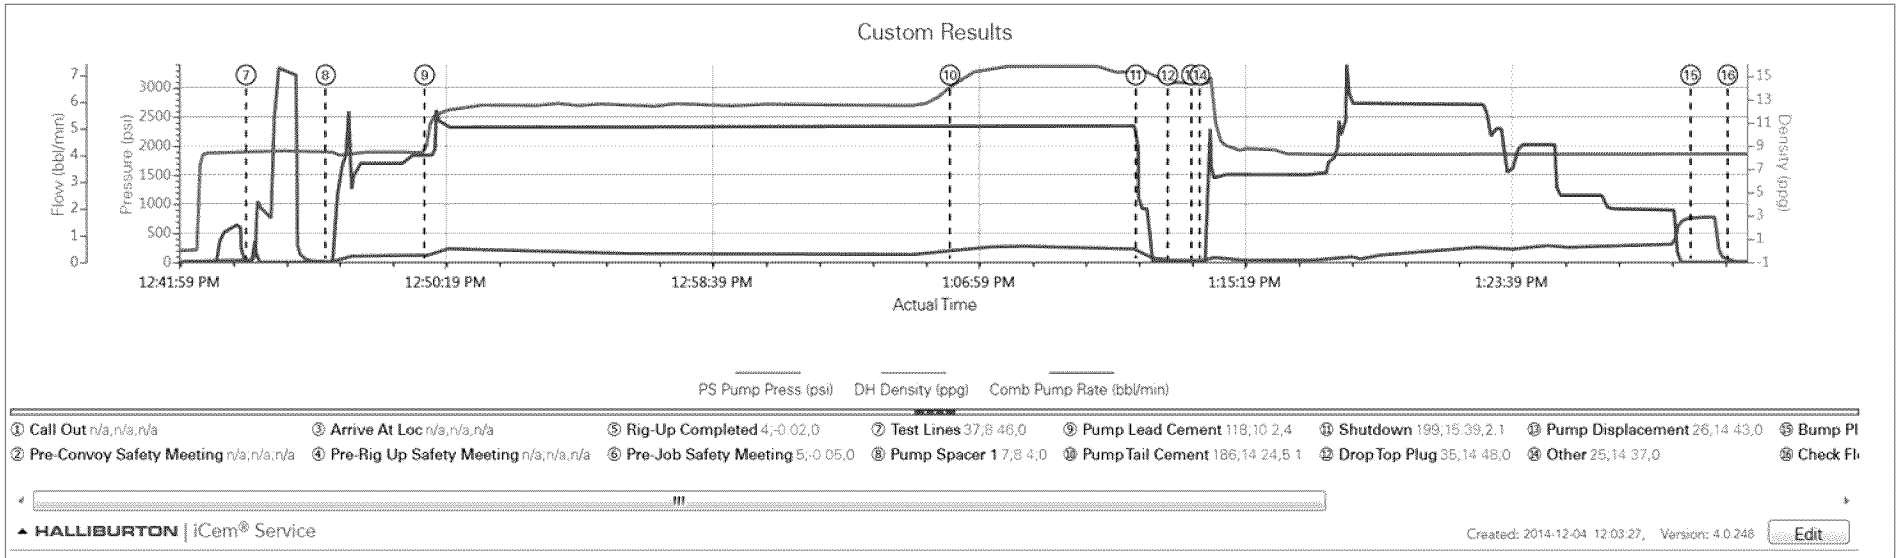 Custom Results
7
6
5
4
3
2
1
0
Flow (bbl/min)
3000
2500
2000
1500
1000
500
0
Pressure (psi)
⑦ ⑧ ⑨ ⑩ ⑪ ⑫ ⑭ ⑮ ⑯
15
13
11
9
7
5
3
1
-1
Density (ppg)
12:41:59 PM 12:50:19 PM 12:58:39 PM 1:06:59 PM 1:15:19 PM 1:23:39 PM
Actual Time
PS Pump Press (psi) DH Density (ppg) Comb Pump Rate (bbl/min)
① Call Out n/a,n/a,n/a ③ Arrive At Loc n/a,n/a,n/a ⑤ Rig-Up Completed 4;-0.02,0 ⑦ Test Lines 37;8 46,0 ⑨ Pump Lead Cement 118;10 2,4 ⑪ Shutdown 199;15.39,2.1 ⑬ Pump Displacement 26,14 43,0 ⑮ Bump Pl
② Pre-Convoy Safety Meeting n/a;n/a;n/a ④ Pre-Rig Up Safety Meeting n/a,n/a,n/a ⑥ Pre-Job Safety Meeting 5;-0 05,0 ⑧ Pump Spacer 1 7;8 4;0 ⑩ Pump Tail Cement 186;14 24,5 1 ⑫ Drop Top Plug 35;14 48,0 ⑭ Other 25;14 37,0 ⑯ Check Fl
HALLIBURTON | iCem® Service
Created: 2014-12-04 12:03:27, Version: 4.0.248 Edit